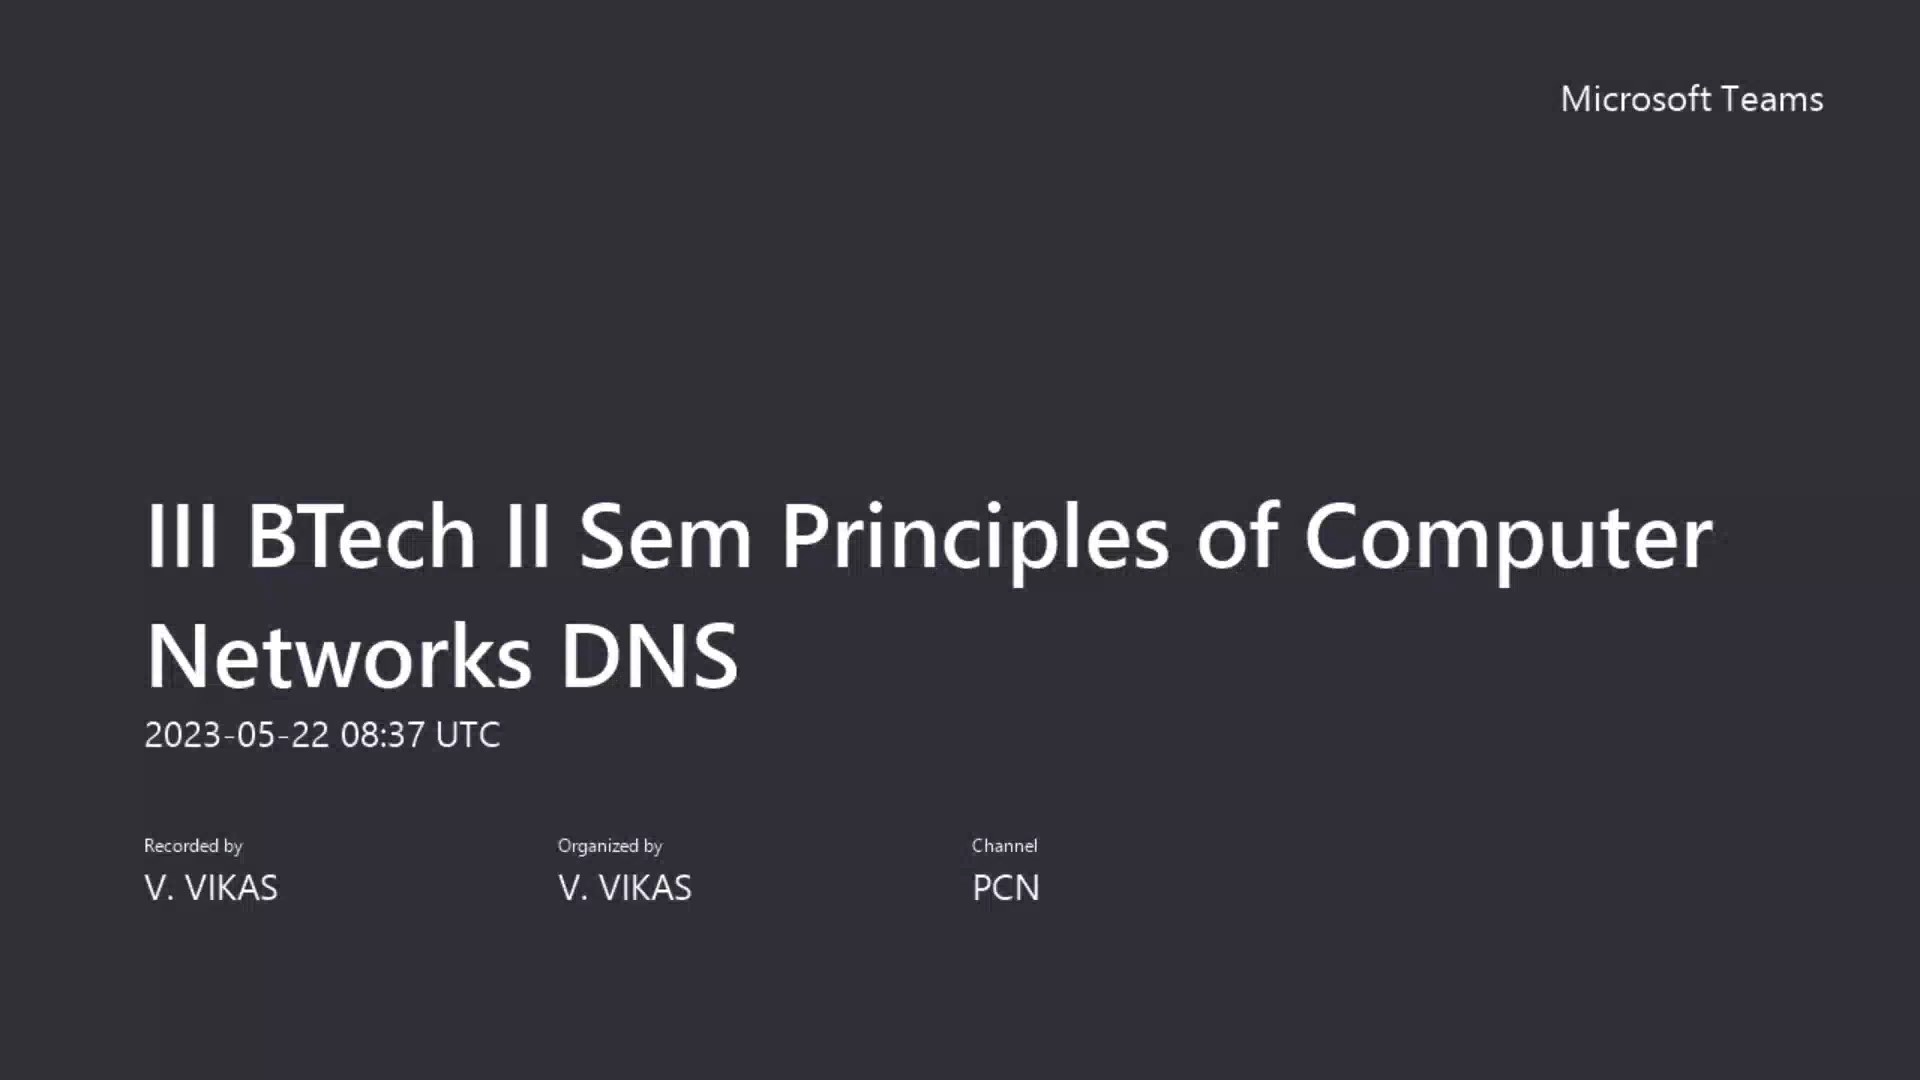 Microsoft Teams
III BTech II Sem Principles of Computer
Networks DNS
2023-05-22 08:37 UTC
Recorded by
V. VIKAS
Organized by
V. VIKAS
Channel
PCN